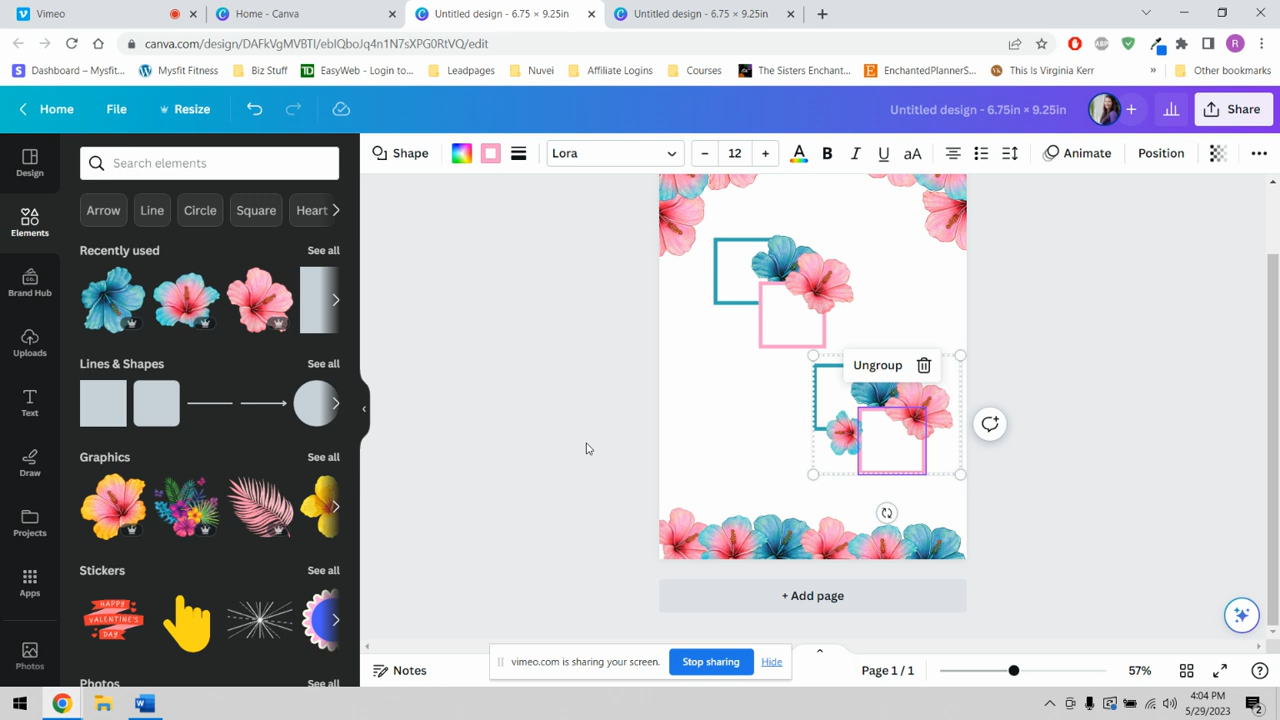 Vimeo
Home - Canva
Untitled design - 6.75 × 9.25in
Untitled design - 6.75 × 9.25in
canva.com/design/DAFkVgMVBTI/ebIQboJq4n1N7sXPG0RtVQ/edit
Dashboard – Mysfit...
Mysfit Fitness
Biz Stuff
EasyWeb - Login to...
Leadpages
Nuvei
Affiliate Logins
Courses
The Sisters Enchant...
EnchantedPlannerS...
This Is Virginia Kerr
Other bookmarks
Home
File
Resize
Untitled design - 6.75in × 9.25in
Share
Design
Elements
Brand Hub
Uploads
Text
Draw
Projects
Apps
Photos
Search elements
Arrow
Line
Circle
Square
Heart
Recently used
See all
Lines & Shapes
See all
Graphics
See all
Stickers
See all
HAPPY
VALENTINE'S
DAY
Photos
See all
Shape
Lora
12
B
I
U
aA
Animate
Position
Ungroup
+ Add page
Notes
vimeo.com is sharing your screen.
Stop sharing
Hide
Page 1 / 1
57%
4:04 PM
5/29/2023
2